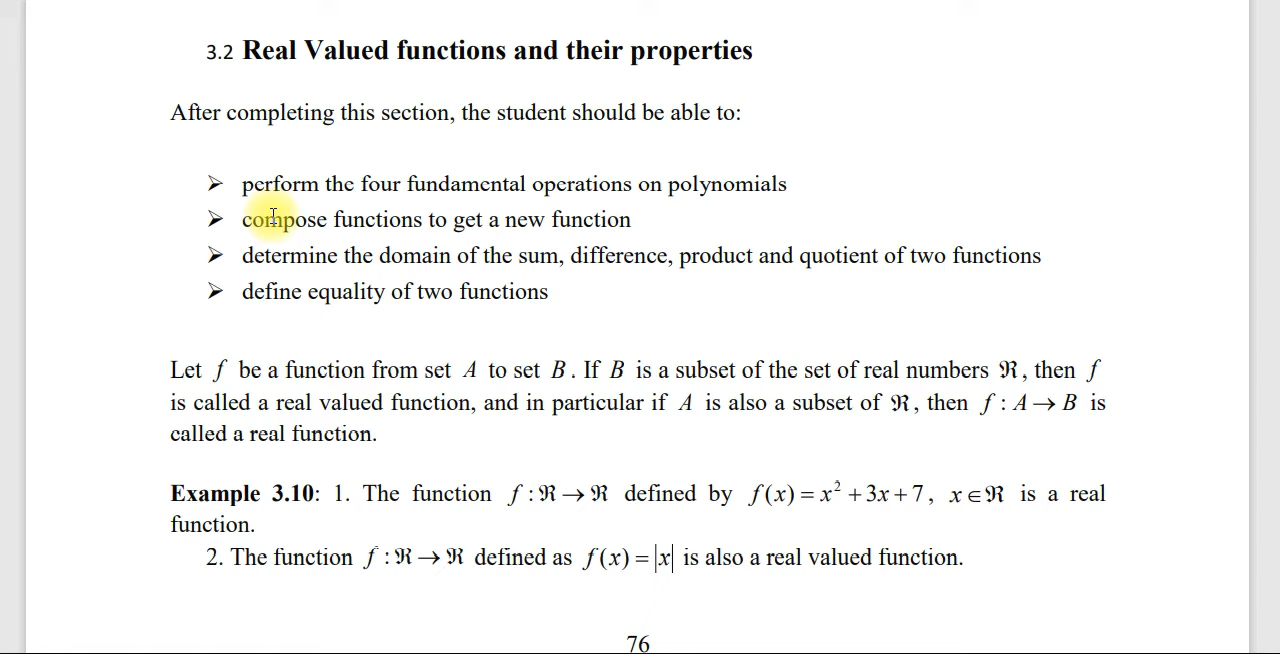 3.2 Real Valued functions and their properties
After completing this section, the student should be able to:
➢ perform the four fundamental operations on polynomials
➢ compose functions to get a new function
➢ determine the domain of the sum, difference, product and quotient of two functions
➢ define equality of two functions
Let f be a function from set A to set B. If B is a subset of the set of real numbers ℜ, then f
is called a real valued function, and in particular if A is also a subset of ℜ, then f : A → B is
called a real function.
Example 3.10: 1. The function f : ℜ → ℜ defined by f(x) = x² + 3x + 7, x ∈ ℜ is a real
function.
2. The function f : ℜ → ℜ defined as f(x) = |x| is also a real valued function.
76